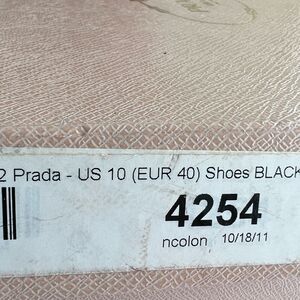 2 Prada - US 10 (EUR 40) Shoes BLACK
4254
ncolon 10/18/11